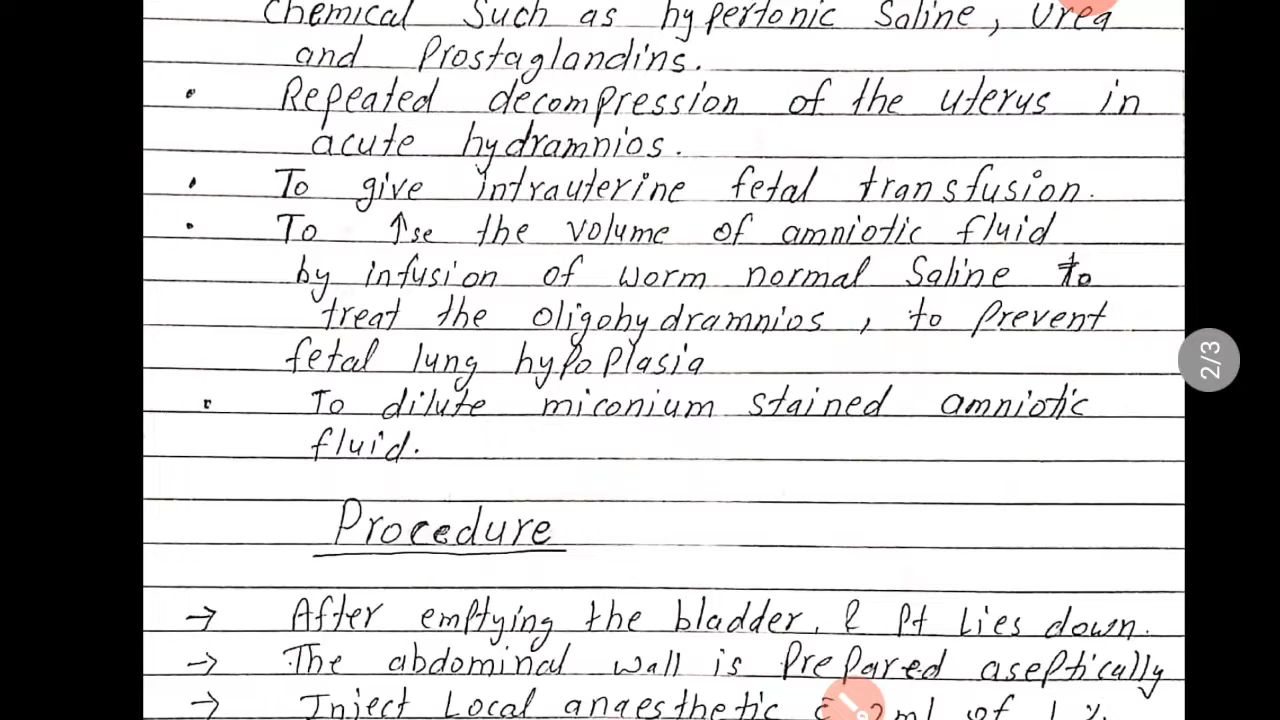 Chemical Such as hypertonic Saline, Urea
and Prostaglandins.
• Repeated decompression of the uterus in
acute hydramnios.
• To give intrauterine fetal transfusion.
• To ↑se the volume of amniotic fluid
by infusion of worm normal Saline to
treat the oligohydramnios, to prevent
fetal lung hypoplasia
• To dilute miconium stained amniotic
fluid.
Procedure
→ After emptying the bladder, & Pt Lies down.
→ The abdominal wall is prepared aseptically
→ Inject Local anaesthetic 2ml of 1%
2/3